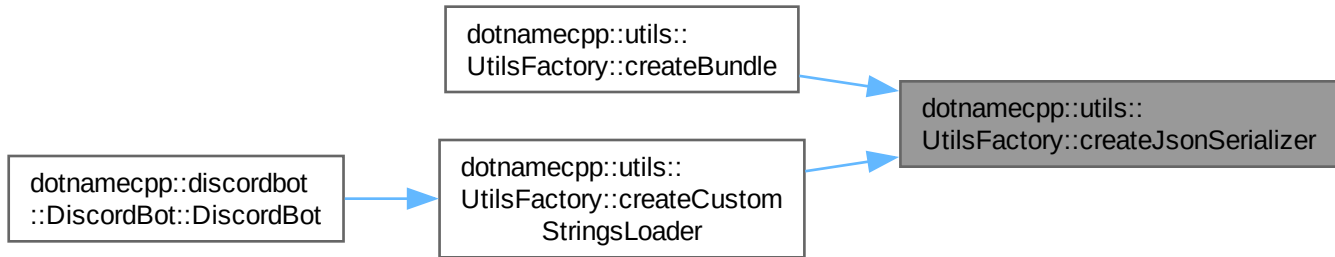 dotnamecpp::utils::
UtilsFactory::createBundle
dotnamecpp::utils::
UtilsFactory::createJsonSerializer
dotnamecpp::discordbot
::DiscordBot::DiscordBot
dotnamecpp::utils::
UtilsFactory::createCustom
StringsLoader